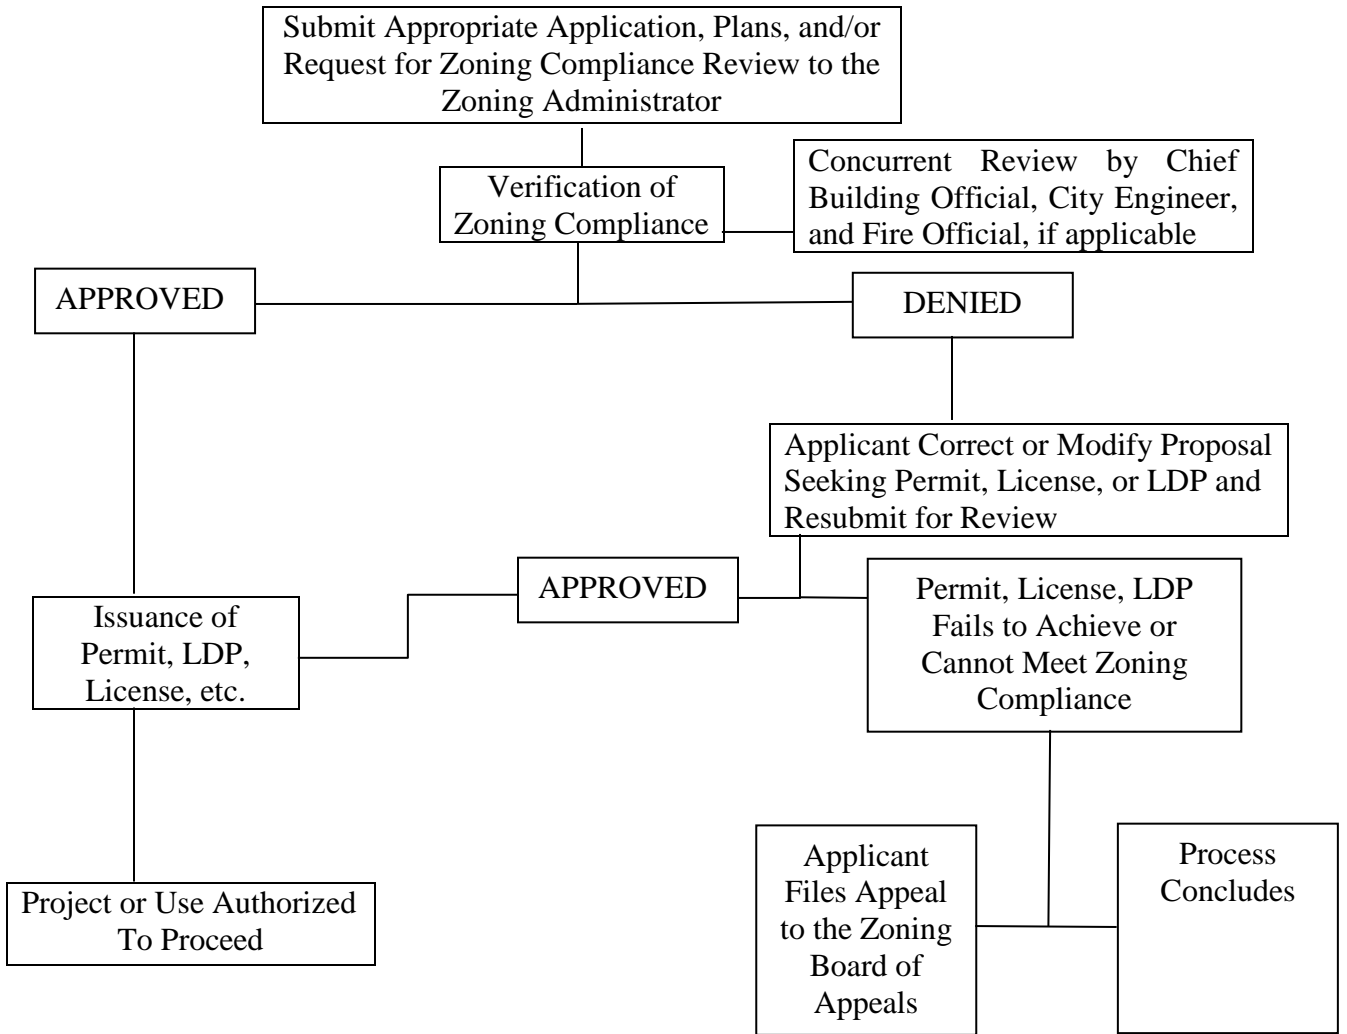 Submit Appropriate Application, Plans, and/or
Request for Zoning Compliance Review to the
Zoning Administrator
Verification of
Zoning Compliance
Concurrent Review by Chief
Building Official, City Engineer,
and Fire Official, if applicable
APPROVED
DENIED
Applicant Correct or Modify Proposal
Seeking Permit, License, or LDP and
Resubmit for Review
APPROVED
Permit, License, LDP
Fails to Achieve or
Cannot Meet Zoning
Compliance
Issuance of
Permit, LDP,
License, etc.
Applicant
Files Appeal
to the Zoning
Board of
Appeals
Process
Concludes
Project or Use Authorized
To Proceed